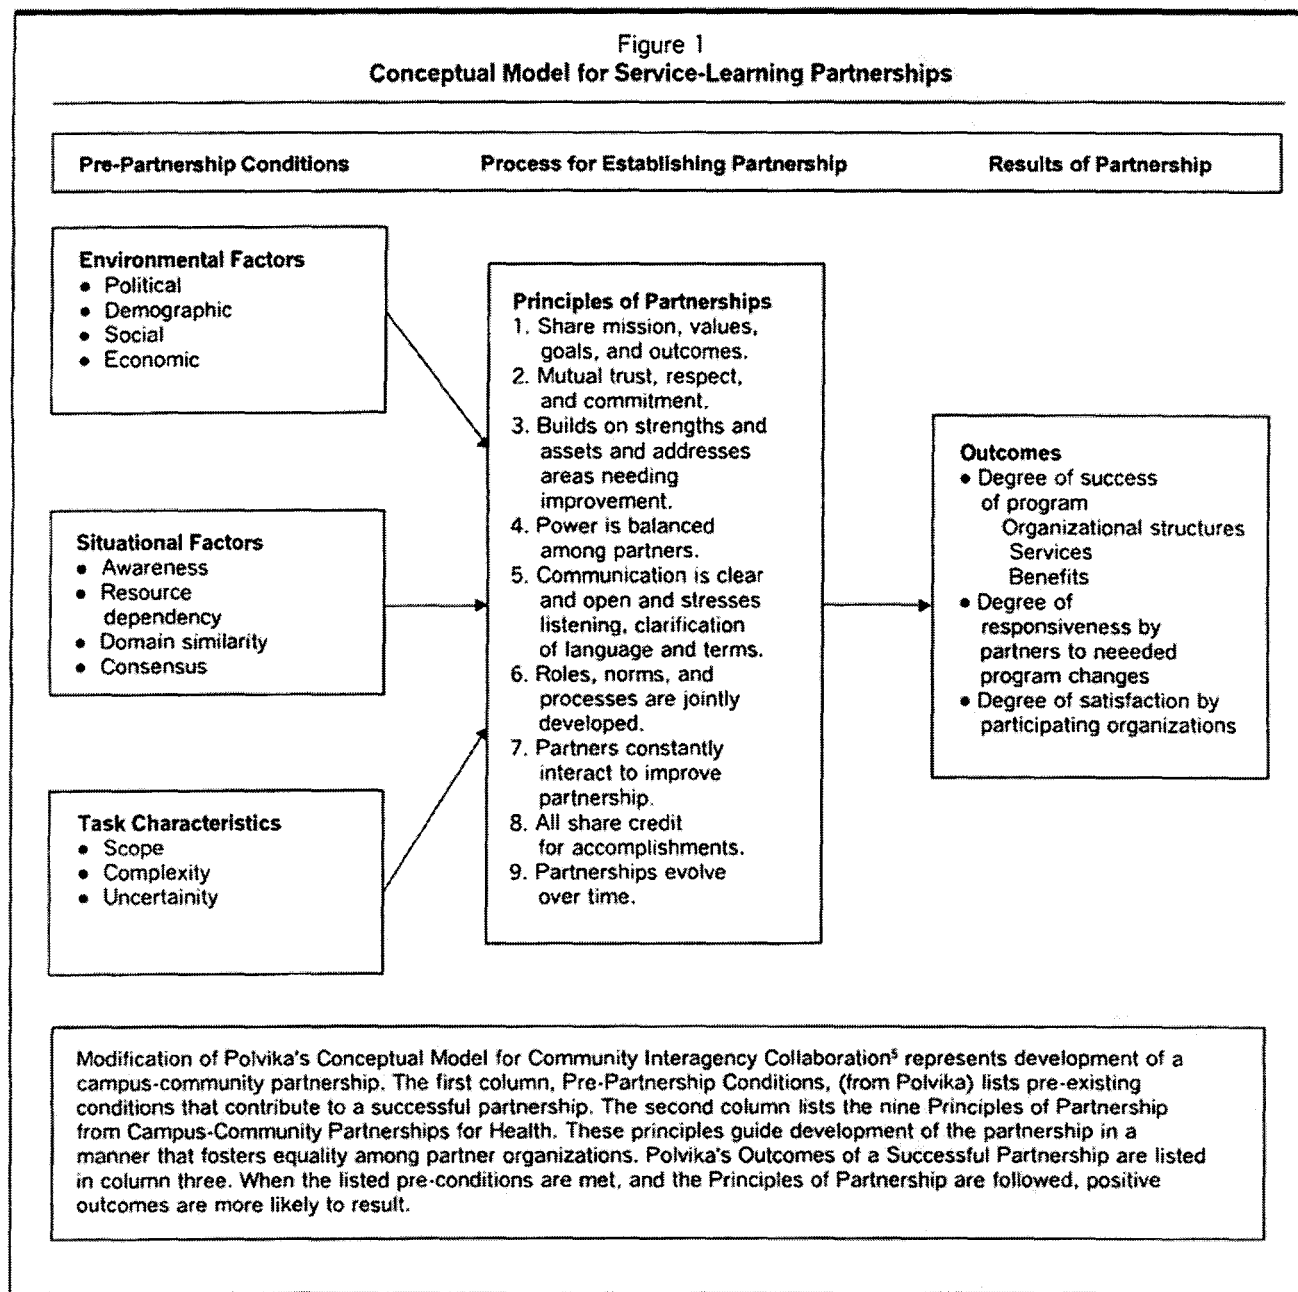 Figure 1
Conceptual Model for Service-Learning Partnerships
Pre-Partnership Conditions
Process for Establishing Partnership
Results of Partnership
Environmental Factors
• Political
• Demographic
• Social
• Economic
Situational Factors
• Awareness
• Resource
dependency
• Domain similarity
• Consensus
Task Characteristics
• Scope
• Complexity
• Uncertainity
Principles of Partnerships
1. Share mission, values,
goals, and outcomes.
2. Mutual trust, respect,
and commitment.
3. Builds on strengths and
assets and addresses
areas needing
improvement.
4. Power is balanced
among partners.
5. Communication is clear
and open and stresses
listening, clarification
of language and terms.
6. Roles, norms, and
processes are jointly
developed.
7. Partners constantly
interact to improve
partnership.
8. All share credit
for accomplishments.
9. Partnerships evolve
over time.
Outcomes
• Degree of success
of program
Organizational structures
Services
Benefits
• Degree of
responsiveness by
partners to neeeded
program changes
• Degree of satisfaction by
participating organizations
Modification of Polvika's Conceptual Model for Community Interagency Collaboration⁵ represents development of a
campus-community partnership. The first column, Pre-Partnership Conditions, (from Polvika) lists pre-existing
conditions that contribute to a successful partnership. The second column lists the nine Principles of Partnership
from Campus-Community Partnerships for Health. These principles guide development of the partnership in a
manner that fosters equality among partner organizations. Polvika's Outcomes of a Successful Partnership are listed
in column three. When the listed pre-conditions are met, and the Principles of Partnership are followed, positive
outcomes are more likely to result.